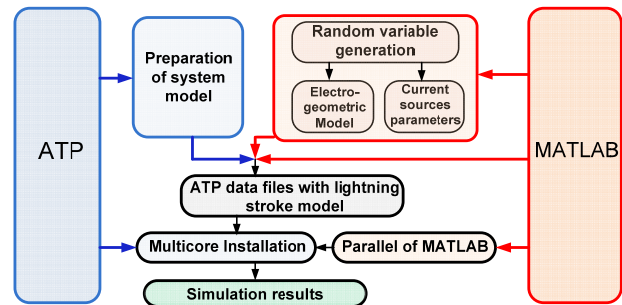 ATP
Preparation
of system
model
Random variable
generation
Electro-
geometric
Model
Current
sources
parameters
MATLAB
ATP data files with lightning
stroke model
Multicore Installation
Parallel of MATLAB
Simulation results